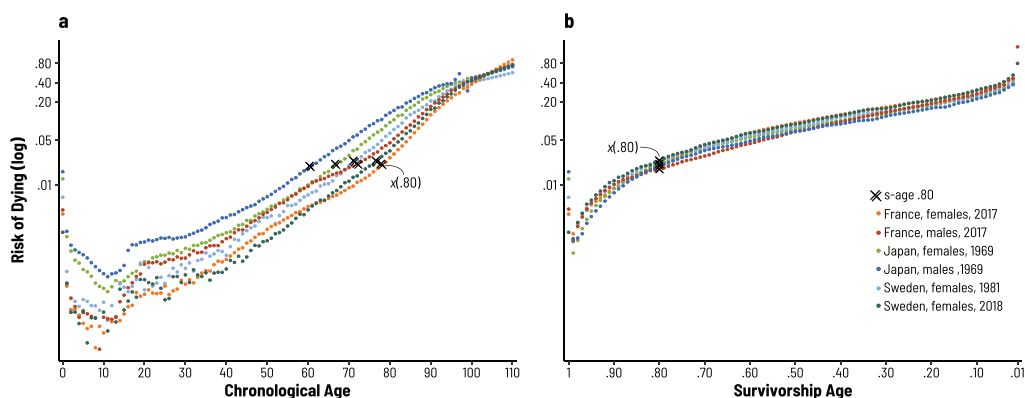 a
Risk of Dying (log)
.80
.40
.20
.05
.01
x(.80)
0
10
20
30
40
50
60
70
80
90
100
110
Chronological Age
b
.80
.40
.20
.05
.01
x(.80)
s-age .80
France, females, 2017
France, males, 2017
Japan, females, 1969
Japan, males ,1969
Sweden, females, 1981
Sweden, females, 2018
1
.90
.80
.70
.60
.50
.40
.30
.20
.10
.01
Survivorship Age